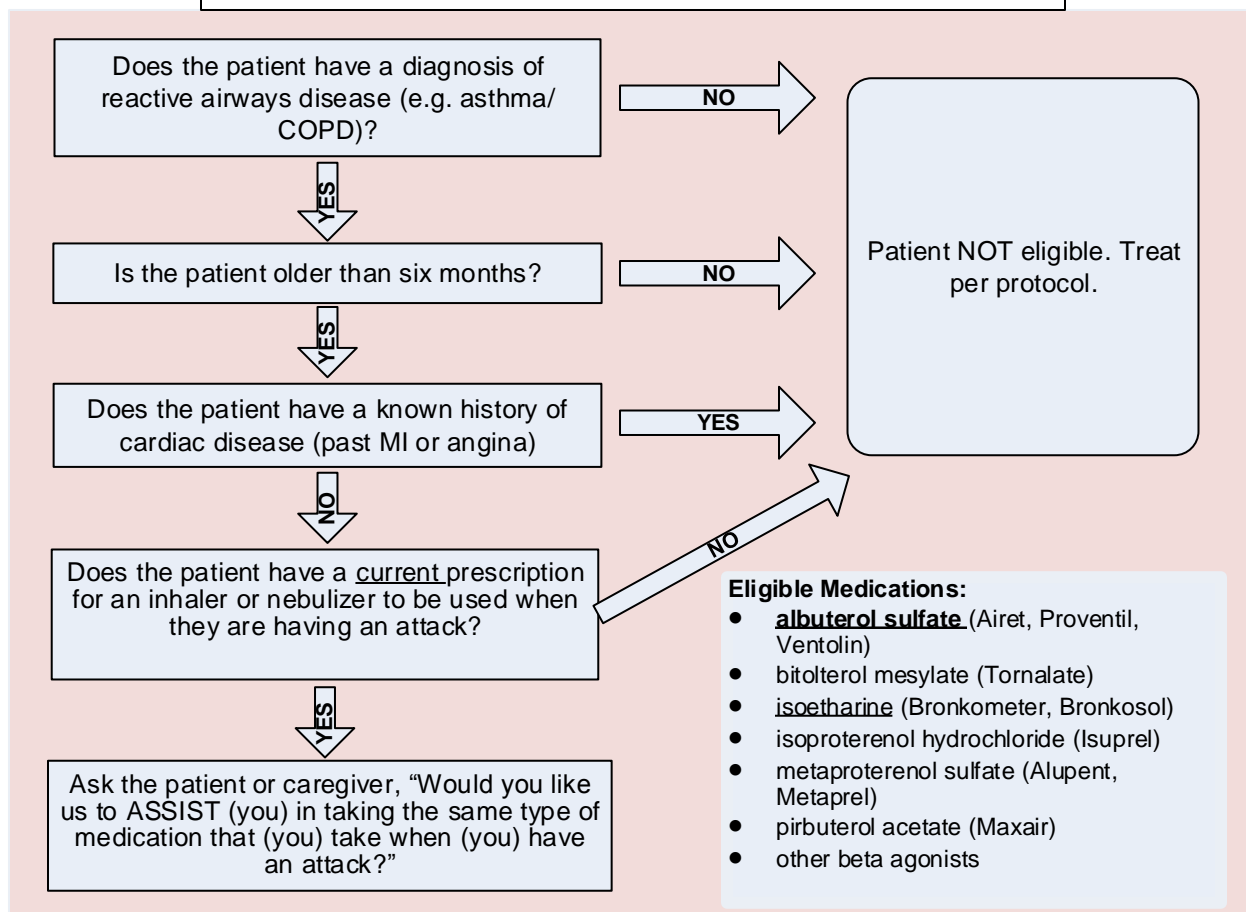 Does the patient have a diagnosis of
reactive airways disease (e.g. asthma/
COPD)?
NO
YES
Is the patient older than six months?
NO
YES
Does the patient have a known history of
cardiac disease (past MI or angina)
YES
NO
Does the patient have a current prescription
for an inhaler or nebulizer to be used when
they are having an attack?
NO
YES
Ask the patient or caregiver, “Would you like
us to ASSIST (you) in taking the same type of
medication that (you) take when (you) have
an attack?”
Patient NOT eligible. Treat
per protocol.
Eligible Medications:
● albuterol sulfate (Airet, Proventil,
Ventolin)
● bitolterol mesylate (Tornalate)
● isoetharine (Bronkometer, Bronkosol)
● isoproterenol hydrochloride (Isuprel)
● metaproterenol sulfate (Alupent,
Metaprel)
● pirbuterol acetate (Maxair)
● other beta agonists